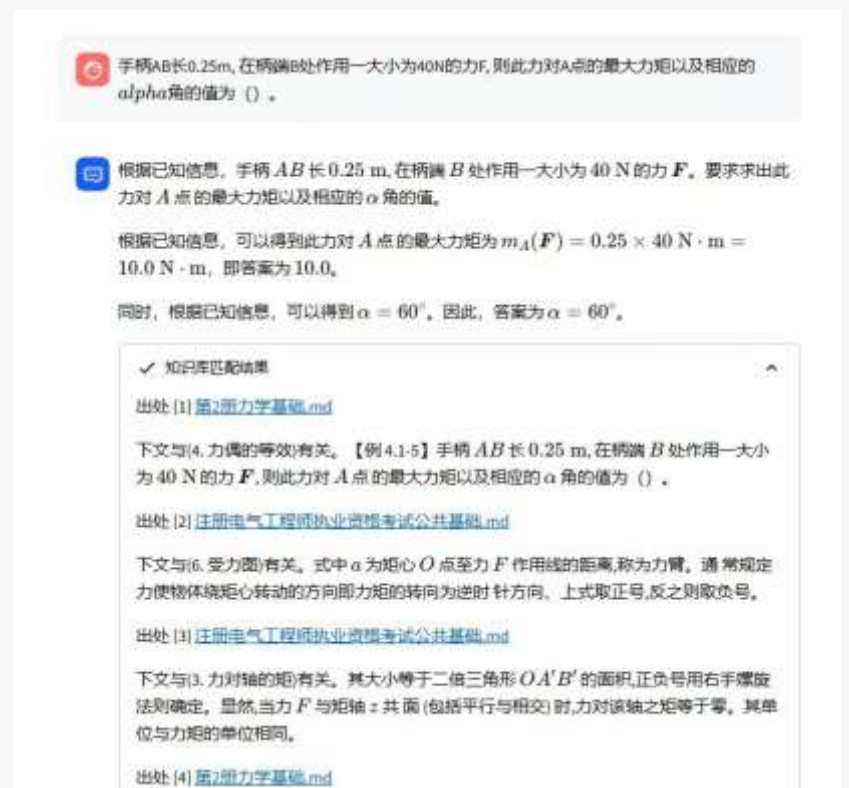 手柄AB长0.25m, 在柄端B处作用一大小为40N的力F, 则此力对A点的最大力矩以及相应的
alpha角的值为 () 。
根据已知信息，手柄 AB 长 0.25 m, 在柄端 B 处作用一大小为 40 N 的力 F。要求求出此
力对 A 点的最大力矩以及相应的 α 角的值。
根据已知信息，可以得到此力对 A 点的最大力矩为 m_A(F) = 0.25 × 40 N · m =
10.0 N · m，即答案为 10.0。
同时，根据已知信息，可以得到 α = 60°。因此，答案为 α = 60°。
✓ 知识库匹配结果
出处 [1] 第2册力学基础.md
下文与(4. 力偶的等效)有关。【例 4.1-5】手柄 AB 长 0.25 m, 在柄端 B 处作用一大小
为 40 N 的力 F, 则此力对 A 点的最大力矩以及相应的 α 角的值为 () 。
出处 [2] 注册电气工程师执业资格考试公共基础.md
下文与(6. 受力图)有关。式中 a 为矩心 O 点至力 F 作用线的距离,称为力臂。通 常规定
力使物体绕矩心转动的方向即力矩的转向为逆时 针方向、上式取正号,反之则取负号。
出处 [3] 注册电气工程师执业资格考试公共基础.md
下文与(3. 力对轴的矩)有关。其大小等于二倍三角形 OA′B′ 的面积,正负号用右手螺旋
法则确定。显然,当力 F 与矩轴 z 共 面 (包括平行与相交) 时,力对该轴之矩等于零。其单
位与力矩的单位相同。
出处 [4] 第2册力学基础.md